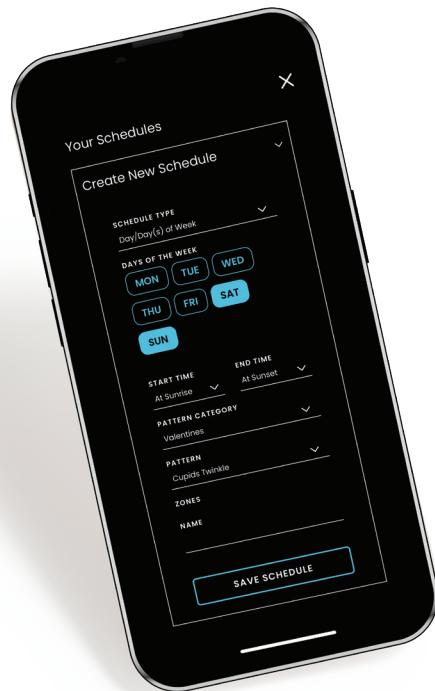 Your Schedules
Create New Schedule
SCHEDULE TYPE
Day/Day(s) of Week
DAYS OF THE WEEK
MON TUE WED
THU FRI SAT
SUN
START TIME END TIME
At Sunrise At Sunset
PATTERN CATEGORY
Valentines
PATTERN
Cupids Twinkle
ZONES
NAME
SAVE SCHEDULE